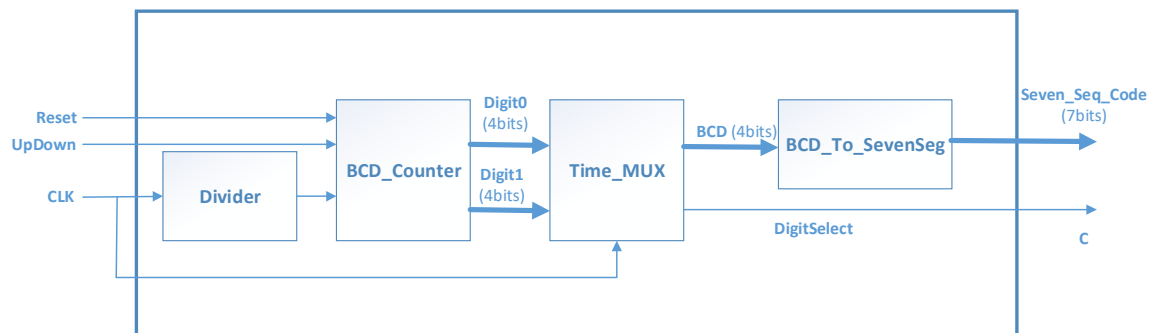 Reset
UpDown
CLK
Divider
BCD_Counter
Digit0
(4bits)
Digit1
(4bits)
Time_MUX
BCD (4bits)
BCD_To_SevenSeg
Seven_Seq_Code
(7bits)
DigitSelect
C